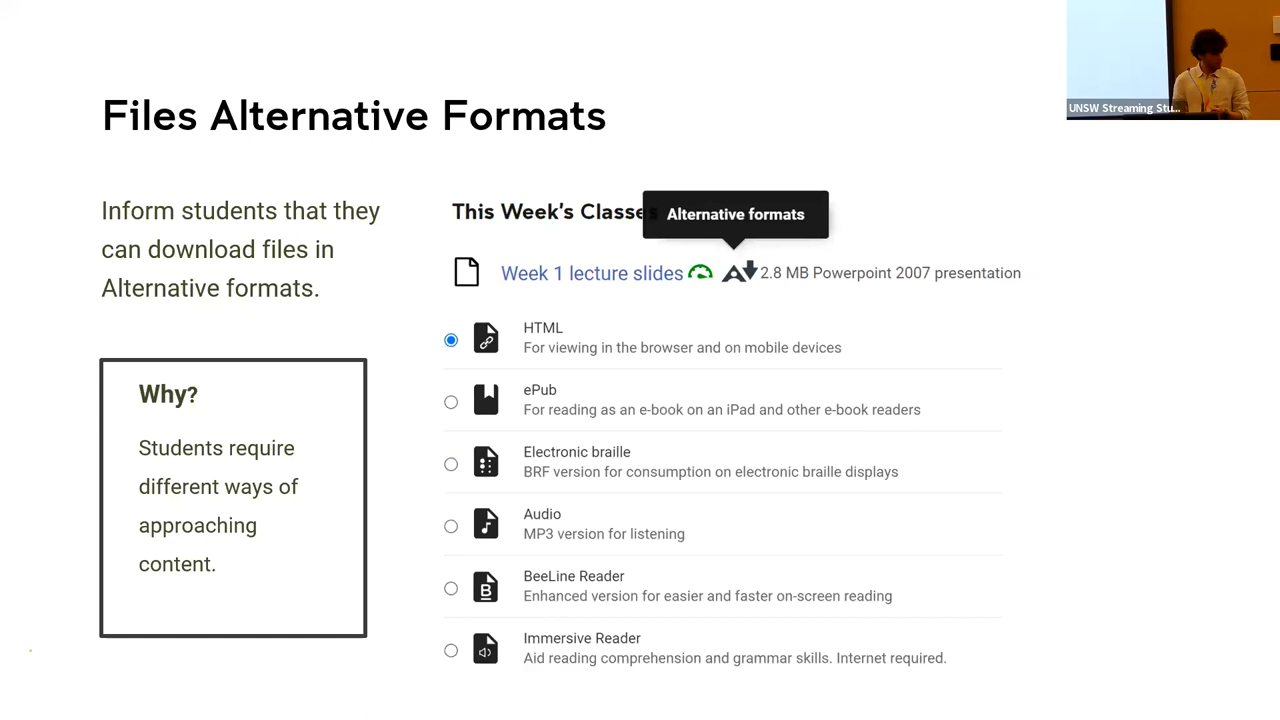 Files Alternative Formats
UNSW Streaming Stu...
Inform students that they
can download files in
Alternative formats.
Why?
Students require
different ways of
approaching
content.
This Week's Classes
Alternative formats
Week 1 lecture slides 2.8 MB Powerpoint 2007 presentation
HTML
For viewing in the browser and on mobile devices
ePub
For reading as an e-book on an iPad and other e-book readers
Electronic braille
BRF version for consumption on electronic braille displays
Audio
MP3 version for listening
BeeLine Reader
Enhanced version for easier and faster on-screen reading
Immersive Reader
Aid reading comprehension and grammar skills. Internet required.